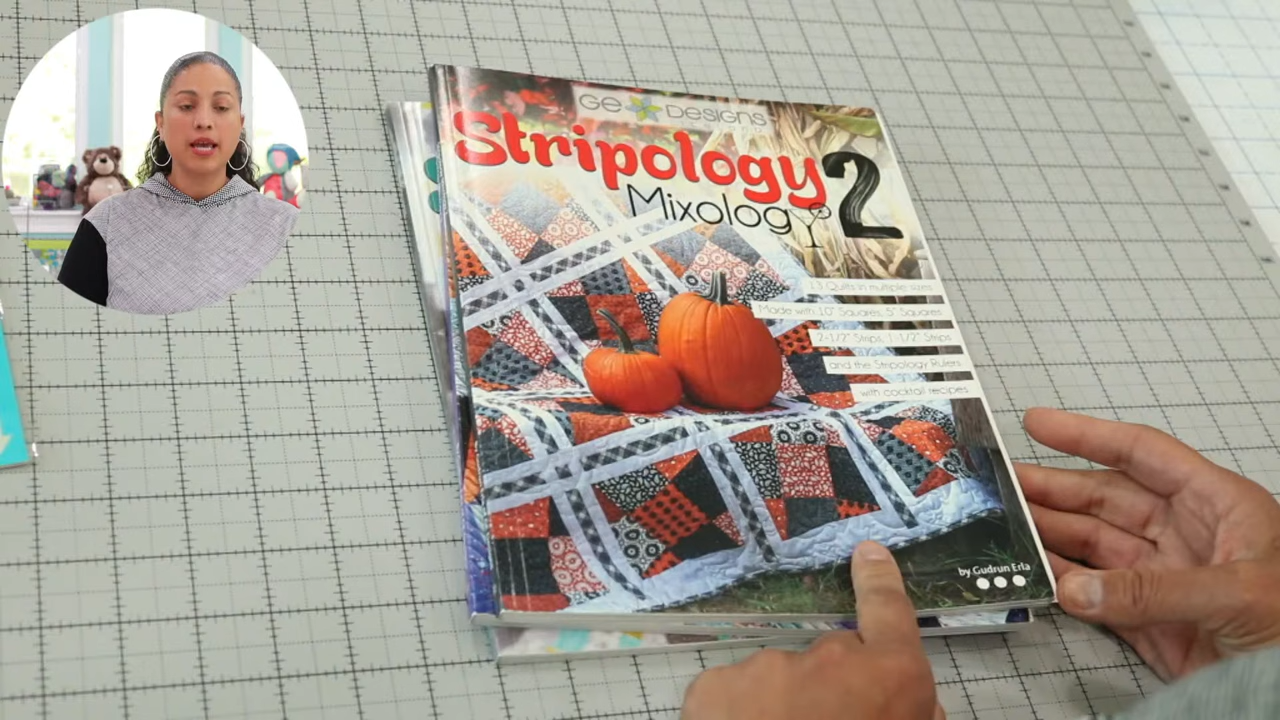 GE DESIGNS
Stripology
Mixology 2
13 Quilts in multiple sizes
Made with 10" Squares, 5" Squares
2-1/2" Strips, 1-1/2" Strips
and the Stripology Rulers
with cocktail recipes
by Gudrun Erla